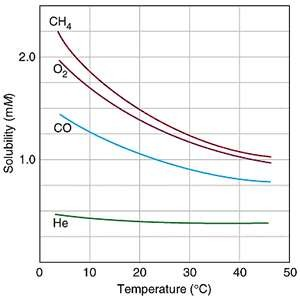 CH₄
2.0
O₂
CO
1.0
He
Solubility (mM)
0 10 20 30 40 50
Temperature (°C)